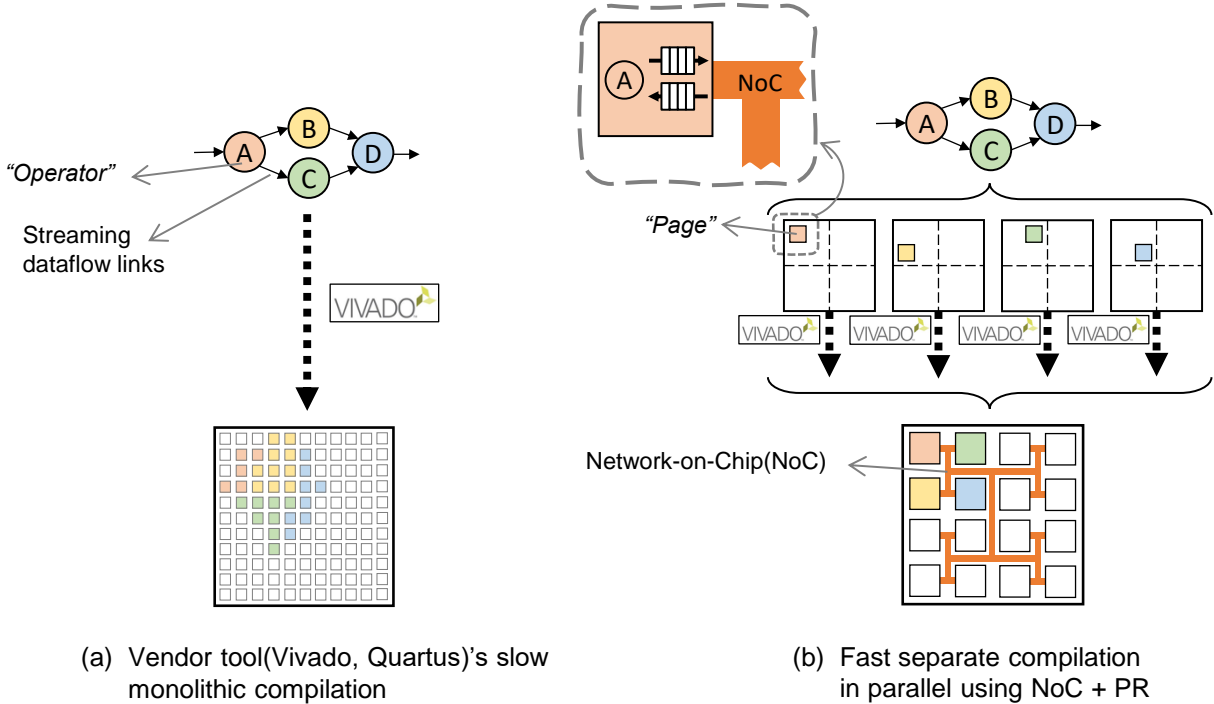 B
A
D
C
“Operator”
Streaming
dataflow links
VIVADO
A
NoC
B
A
D
C
“Page”
VIVADO
VIVADO
VIVADO
VIVADO
Network-on-Chip(NoC)
(a) Vendor tool(Vivado, Quartus)'s slow
monolithic compilation
(b) Fast separate compilation
in parallel using NoC + PR